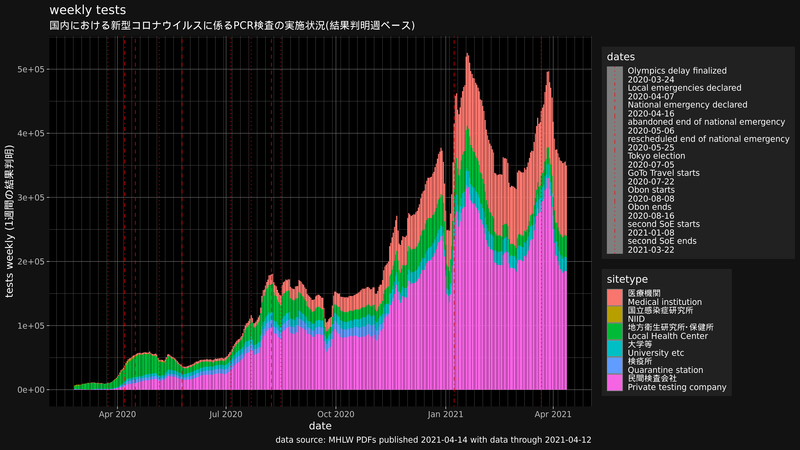 weekly tests
国内における新型コロナウイルスに係るPCR検査の実施状況(結果判明週ベース)
tests weekly (1週間の結果判明)
5e+05
4e+05
3e+05
2e+05
1e+05
0e+00
Apr 2020
Jul 2020
Oct 2020
Jan 2021
Apr 2021
date
data source: MHLW PDFs published 2021-04-14 with data through 2021-04-12
dates
Olympics delay finalized
2020-03-24
Local emergencies declared
2020-04-07
National emergency declared
2020-04-16
abandoned end of national emergency
2020-05-06
rescheduled end of national emergency
2020-05-25
Tokyo election
2020-07-05
GoTo Travel starts
2020-07-22
Obon starts
2020-08-08
Obon ends
2020-08-16
second SoE starts
2021-01-08
second SoE ends
2021-03-22
sitetype
医療機関
Medical institution
国立感染症研究所
NIID
地方衛生研究所･保健所
Local Health Center
大学等
University etc
検疫所
Quarantine station
民間検査会社
Private testing company